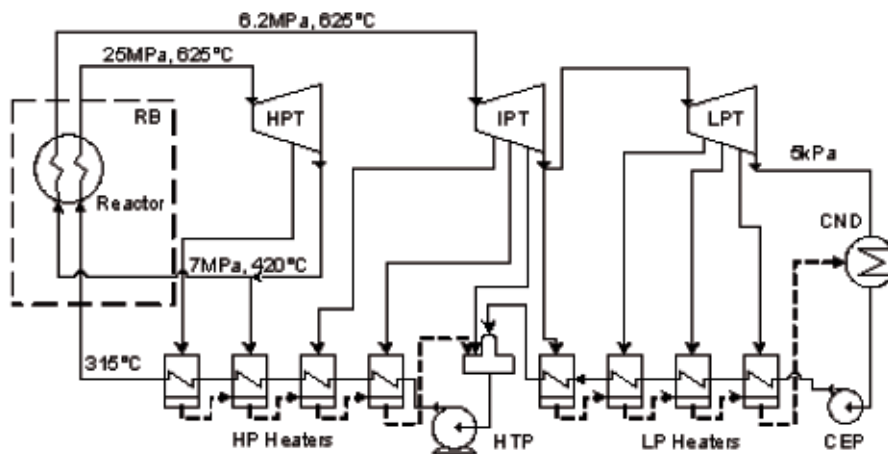 6.2MPa, 625°C
25MPa, 625°C
RB
HPT
IPT
LPT
5kPa
Reactor
CND
7MPa, 420°C
315°C
HP Heaters
HTP
LP Heaters
CEP